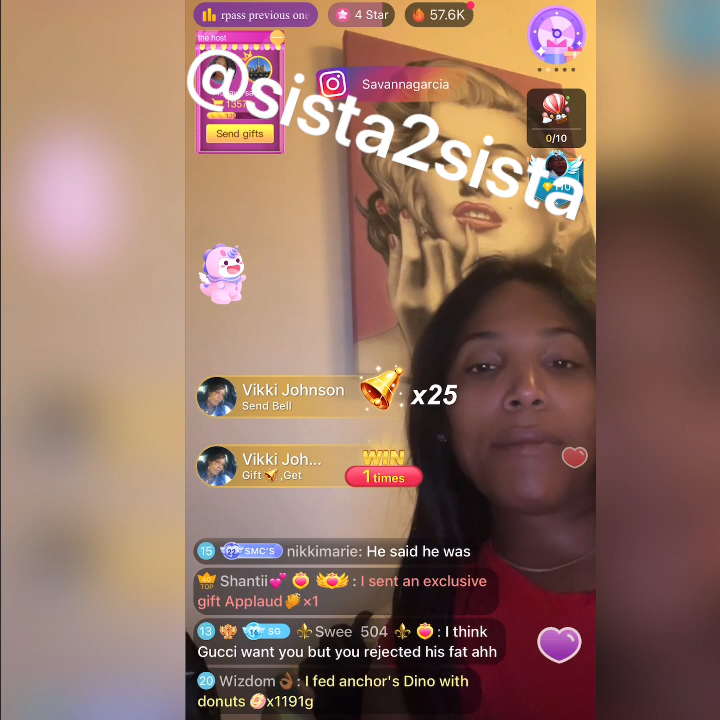 rpass previous on
4 Star
57.6K
the host
Send gifts
@sista2sista
Savannagarcia
0/10
Vikki Johnson
Send Bell
x25
Vikki Joh...
Gift ,Get
WIN
1 times
15 22 SMC'S nikkimarie: He said he was
TOP Shantii💕 : I sent an exclusive
gift Applaud x1
13 SG ⚜Swee 504 ⚜ : I think
Gucci want you but you rejected his fat ahh
20 Wizdom👌🏾: I fed anchor's Dino with
donuts 🍩x1191g